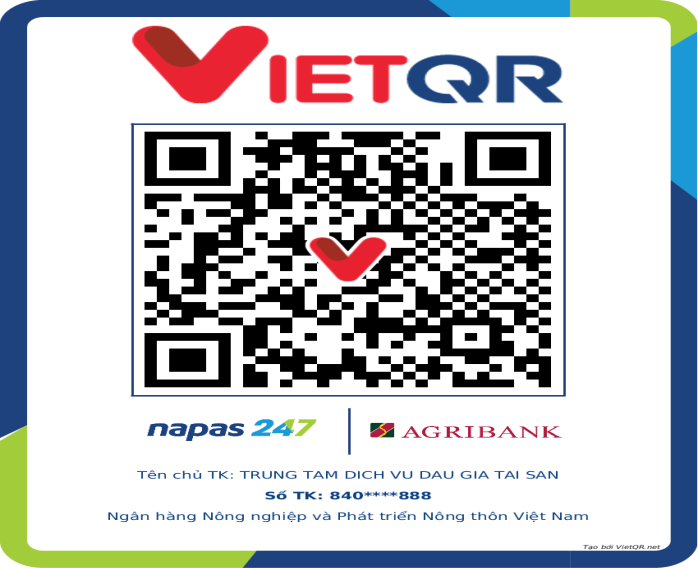 VIETQR
napas 247
AGRIBANK
Tên chủ TK: TRUNG TAM DICH VU DAU GIA TAI SAN
Số TK: 840****888
Ngân hàng Nông nghiệp và Phát triển Nông thôn Việt Nam
Tạo bởi VietQR.net